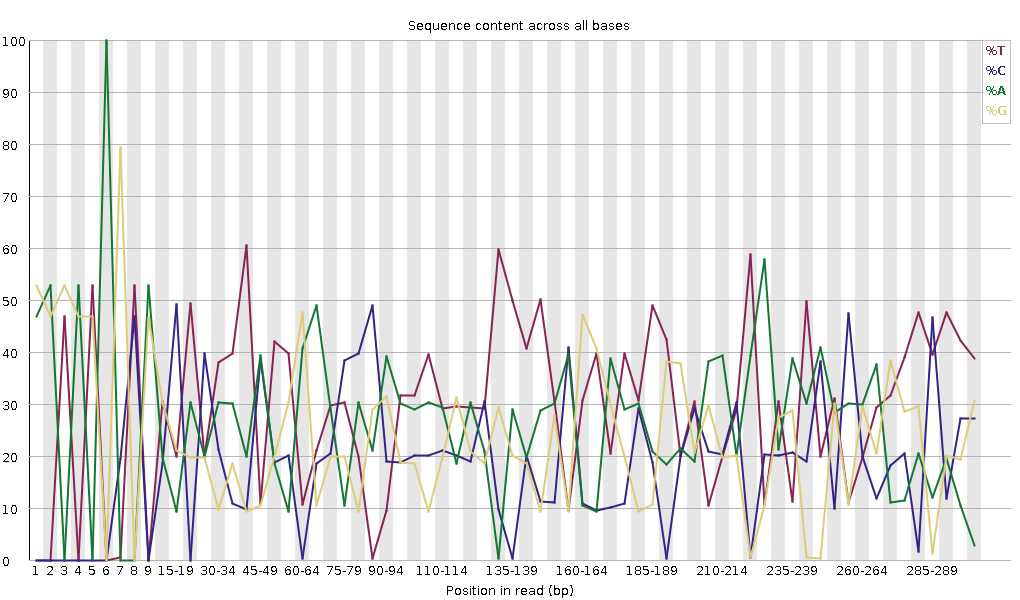 Sequence content across all bases
100
90
80
70
60
50
40
30
20
10
0
%T
%C
%A
%G
1 2 3 4 5 6 7 8 9 15-19 30-34 45-49 60-64 75-79 90-94 110-114 135-139 160-164 185-189 210-214 235-239 260-264 285-289
Position in read (bp)